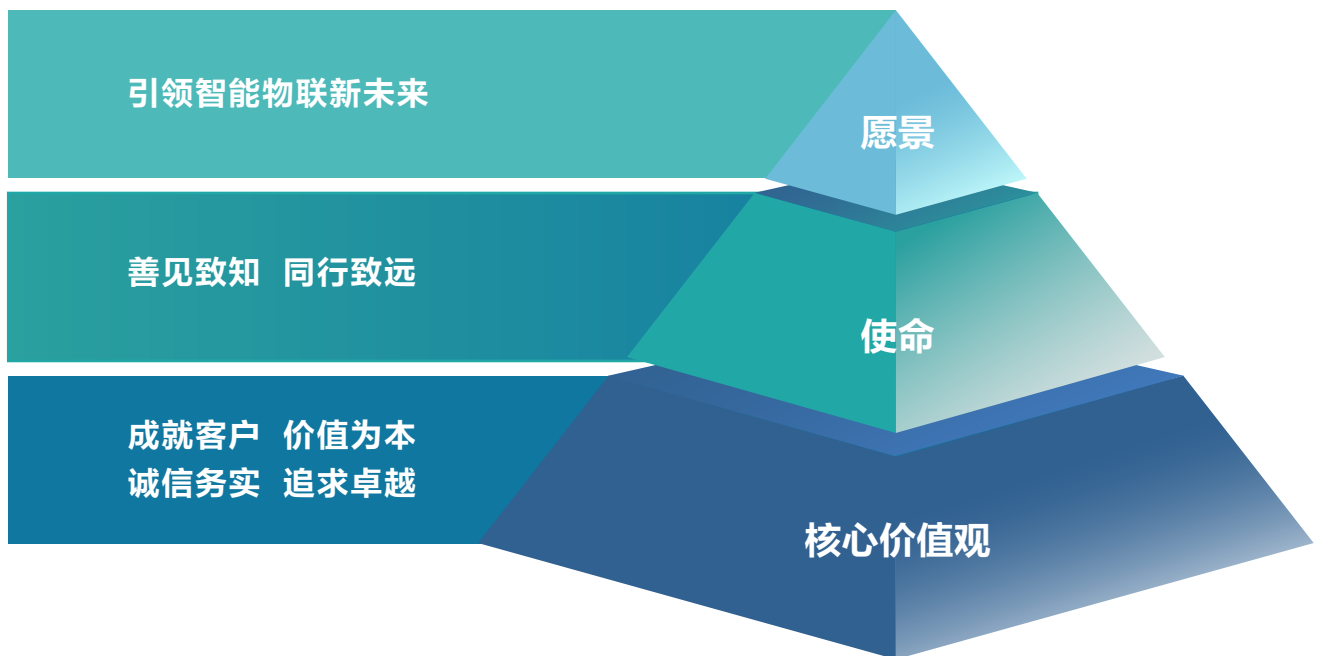 引领智能物联新未来
愿景
善见致知 同行致远
使命
成就客户 价值为本
诚信务实 追求卓越
核心价值观